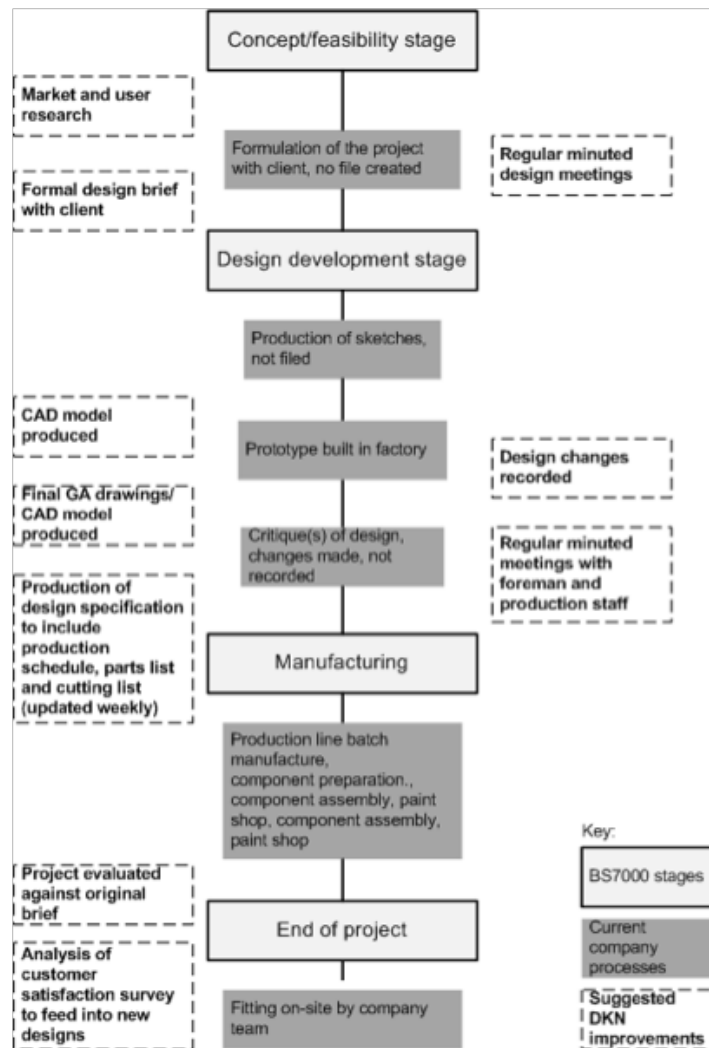 Concept/feasibility stage
Market and user
research
Formulation of the project
with client, no file created
Regular minuted
design meetings
Formal design brief
with client
Design development stage
Production of sketches,
not filed
CAD model
produced
Prototype built in factory
Design changes
recorded
Final GA drawings/
CAD model
produced
Critique(s) of design,
changes made, not
recorded
Regular minuted
meetings with
foreman and
production staff
Production of
design specification
to include
production
schedule, parts list
and cutting list
(updated weekly)
Manufacturing
Production line batch
manufacture,
component preparation.,
component assembly, paint
shop, component assembly,
paint shop
Key:
BS7000 stages
Project evaluated
against original
brief
End of project
Current
company
processes
Analysis of
customer
satisfaction survey
to feed into new
designs
Fitting on-site by company
team
Suggested
DKN
improvements